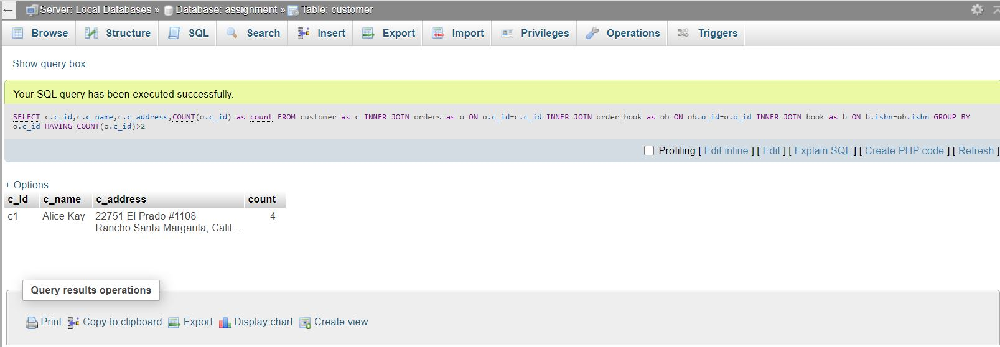 Server: Local Databases » Database: assignment » Table: customer
Browse Structure SQL Search Insert Export Import Privileges Operations Triggers
Show query box
Your SQL query has been executed successfully.
SELECT c.c_id,c.c_name,c.c_address,COUNT(o.c_id) as count FROM customer as c INNER JOIN orders as o ON o.c_id=c.c_id INNER JOIN order_book as ob ON ob.o_id=o.o_id INNER JOIN book as b ON b.isbn=ob.isbn GROUP BY
o.c_id HAVING COUNT(o.c_id)>2
Profiling [ Edit inline ] [ Edit ] [ Explain SQL ] [ Create PHP code ] [ Refresh ]
+ Options
c_id c_name c_address count
c1 Alice Kay 22751 El Prado #1108 4
Rancho Santa Margarita, Calif...
Query results operations
Print Copy to clipboard Export Display chart Create view